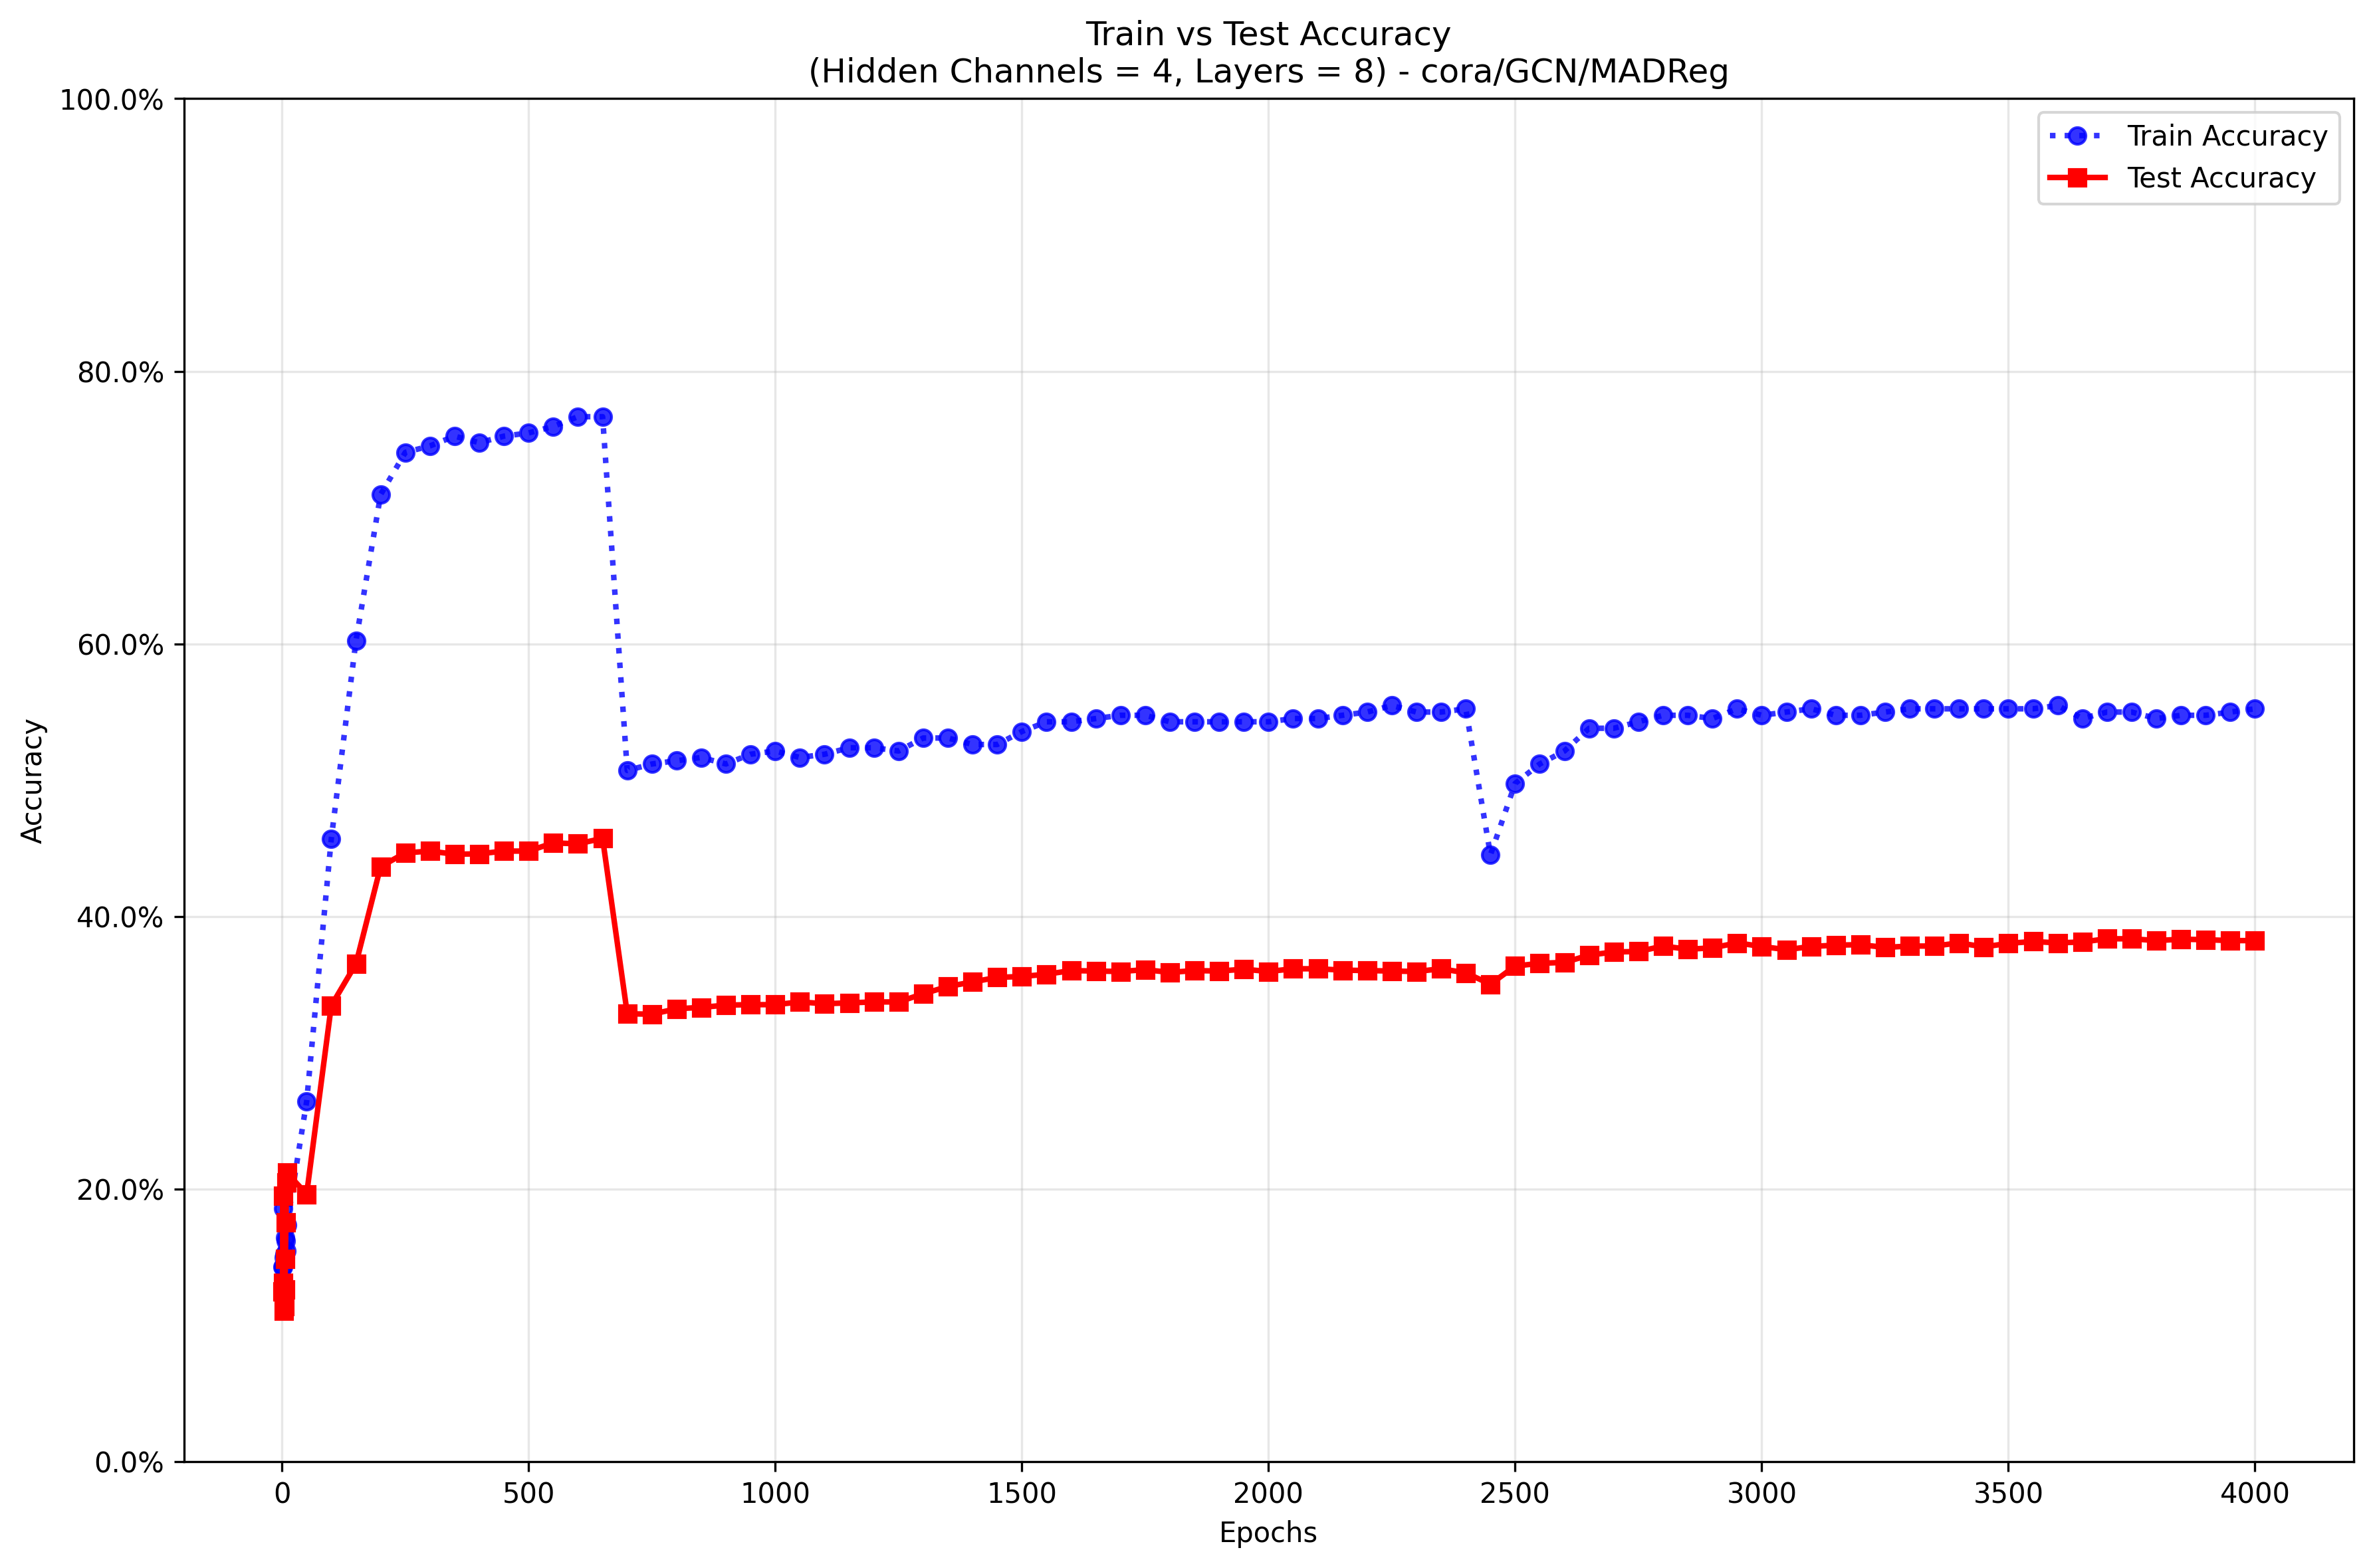 Train vs Test Accuracy
(Hidden Channels = 4, Layers = 8) - cora/GCN/MADReg
100.0%
80.0%
60.0%
40.0%
20.0%
0.0%
Accuracy
Train Accuracy
Test Accuracy
0 500 1000 1500 2000 2500 3000 3500 4000
Epochs